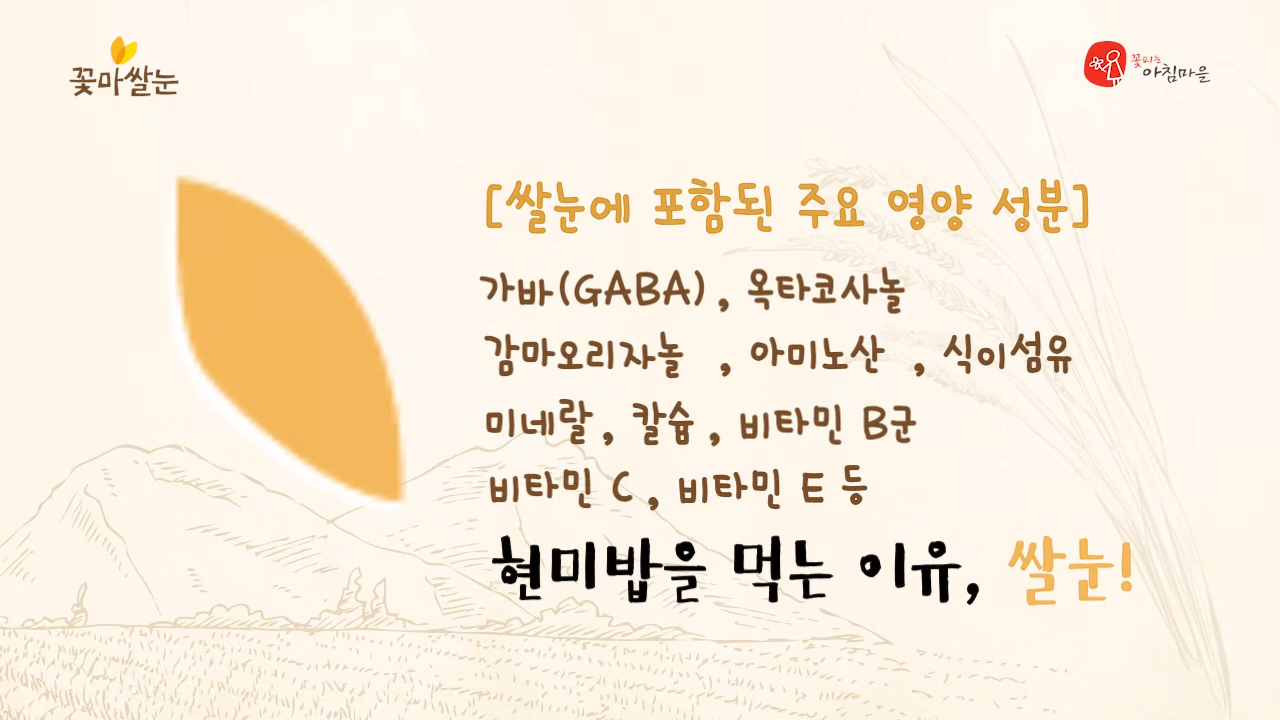 꽃마쌀눈
꽃피는
아침마을
[쌀눈에 포함된 주요 영양 성분]
가바(GABA), 옥타코사놀
감마오리자놀 , 아미노산 , 식이섬유
미네랄, 칼슘, 비타민 B군
비타민 C, 비타민 E 등
현미밥을 먹는 이유, 쌀눈!